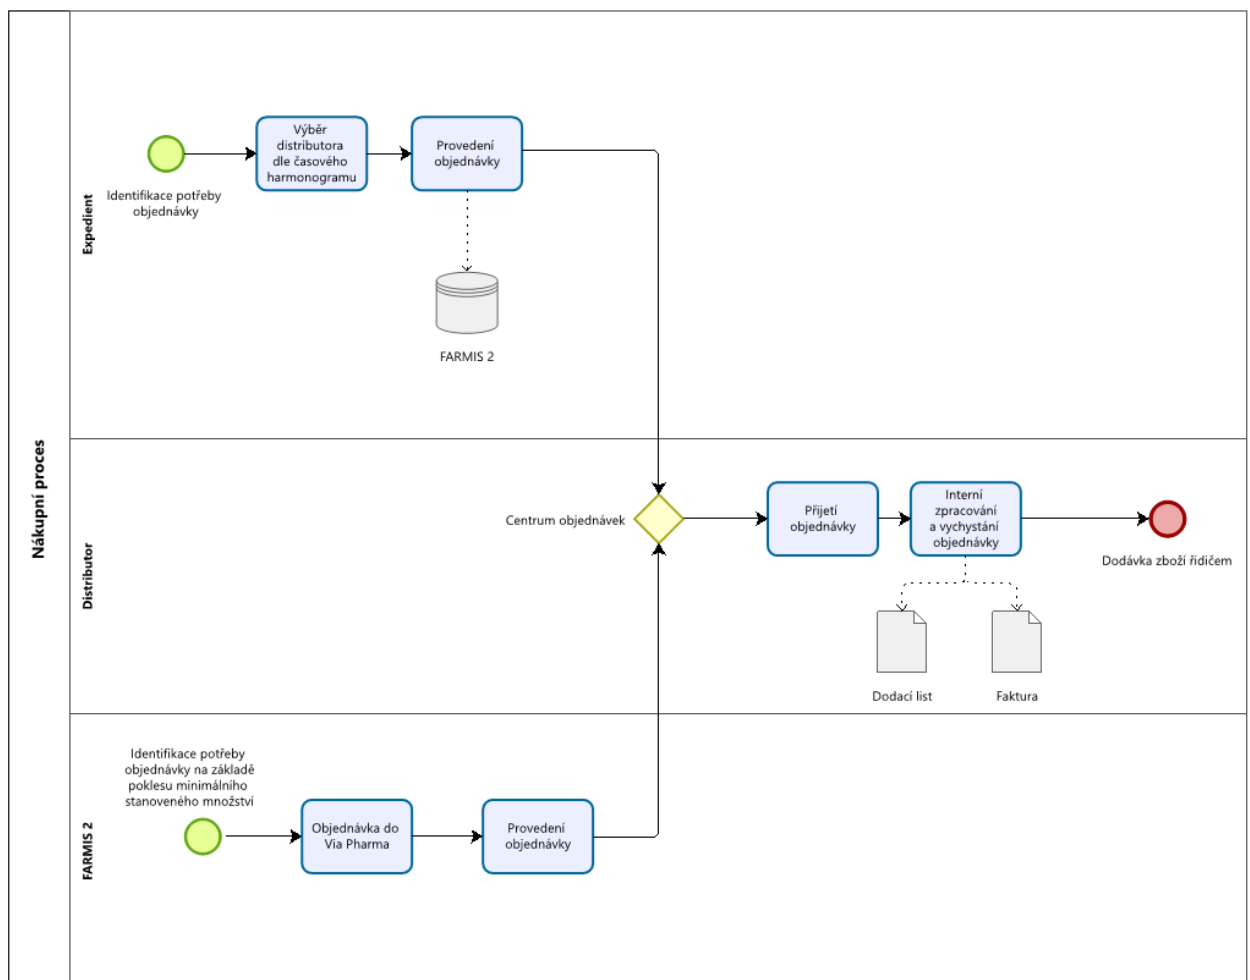 Nákupní proces
Expedient
Identifikace potřeby
objednávky
Výběr
distributora
dle časového
harmonogramu
Provedení
objednávky
FARMIS 2
Distributor
Centrum objednávek
Přijetí
objednávky
Interní
zpracování
a vychystání
objednávky
Dodávka zboží řidičem
Dodací list
Faktura
FARMIS 2
Identifikace potřeby
objednávky na základě
poklesu minimálního
stanoveného množství
Objednávka do
Via Pharma
Provedení
objednávky